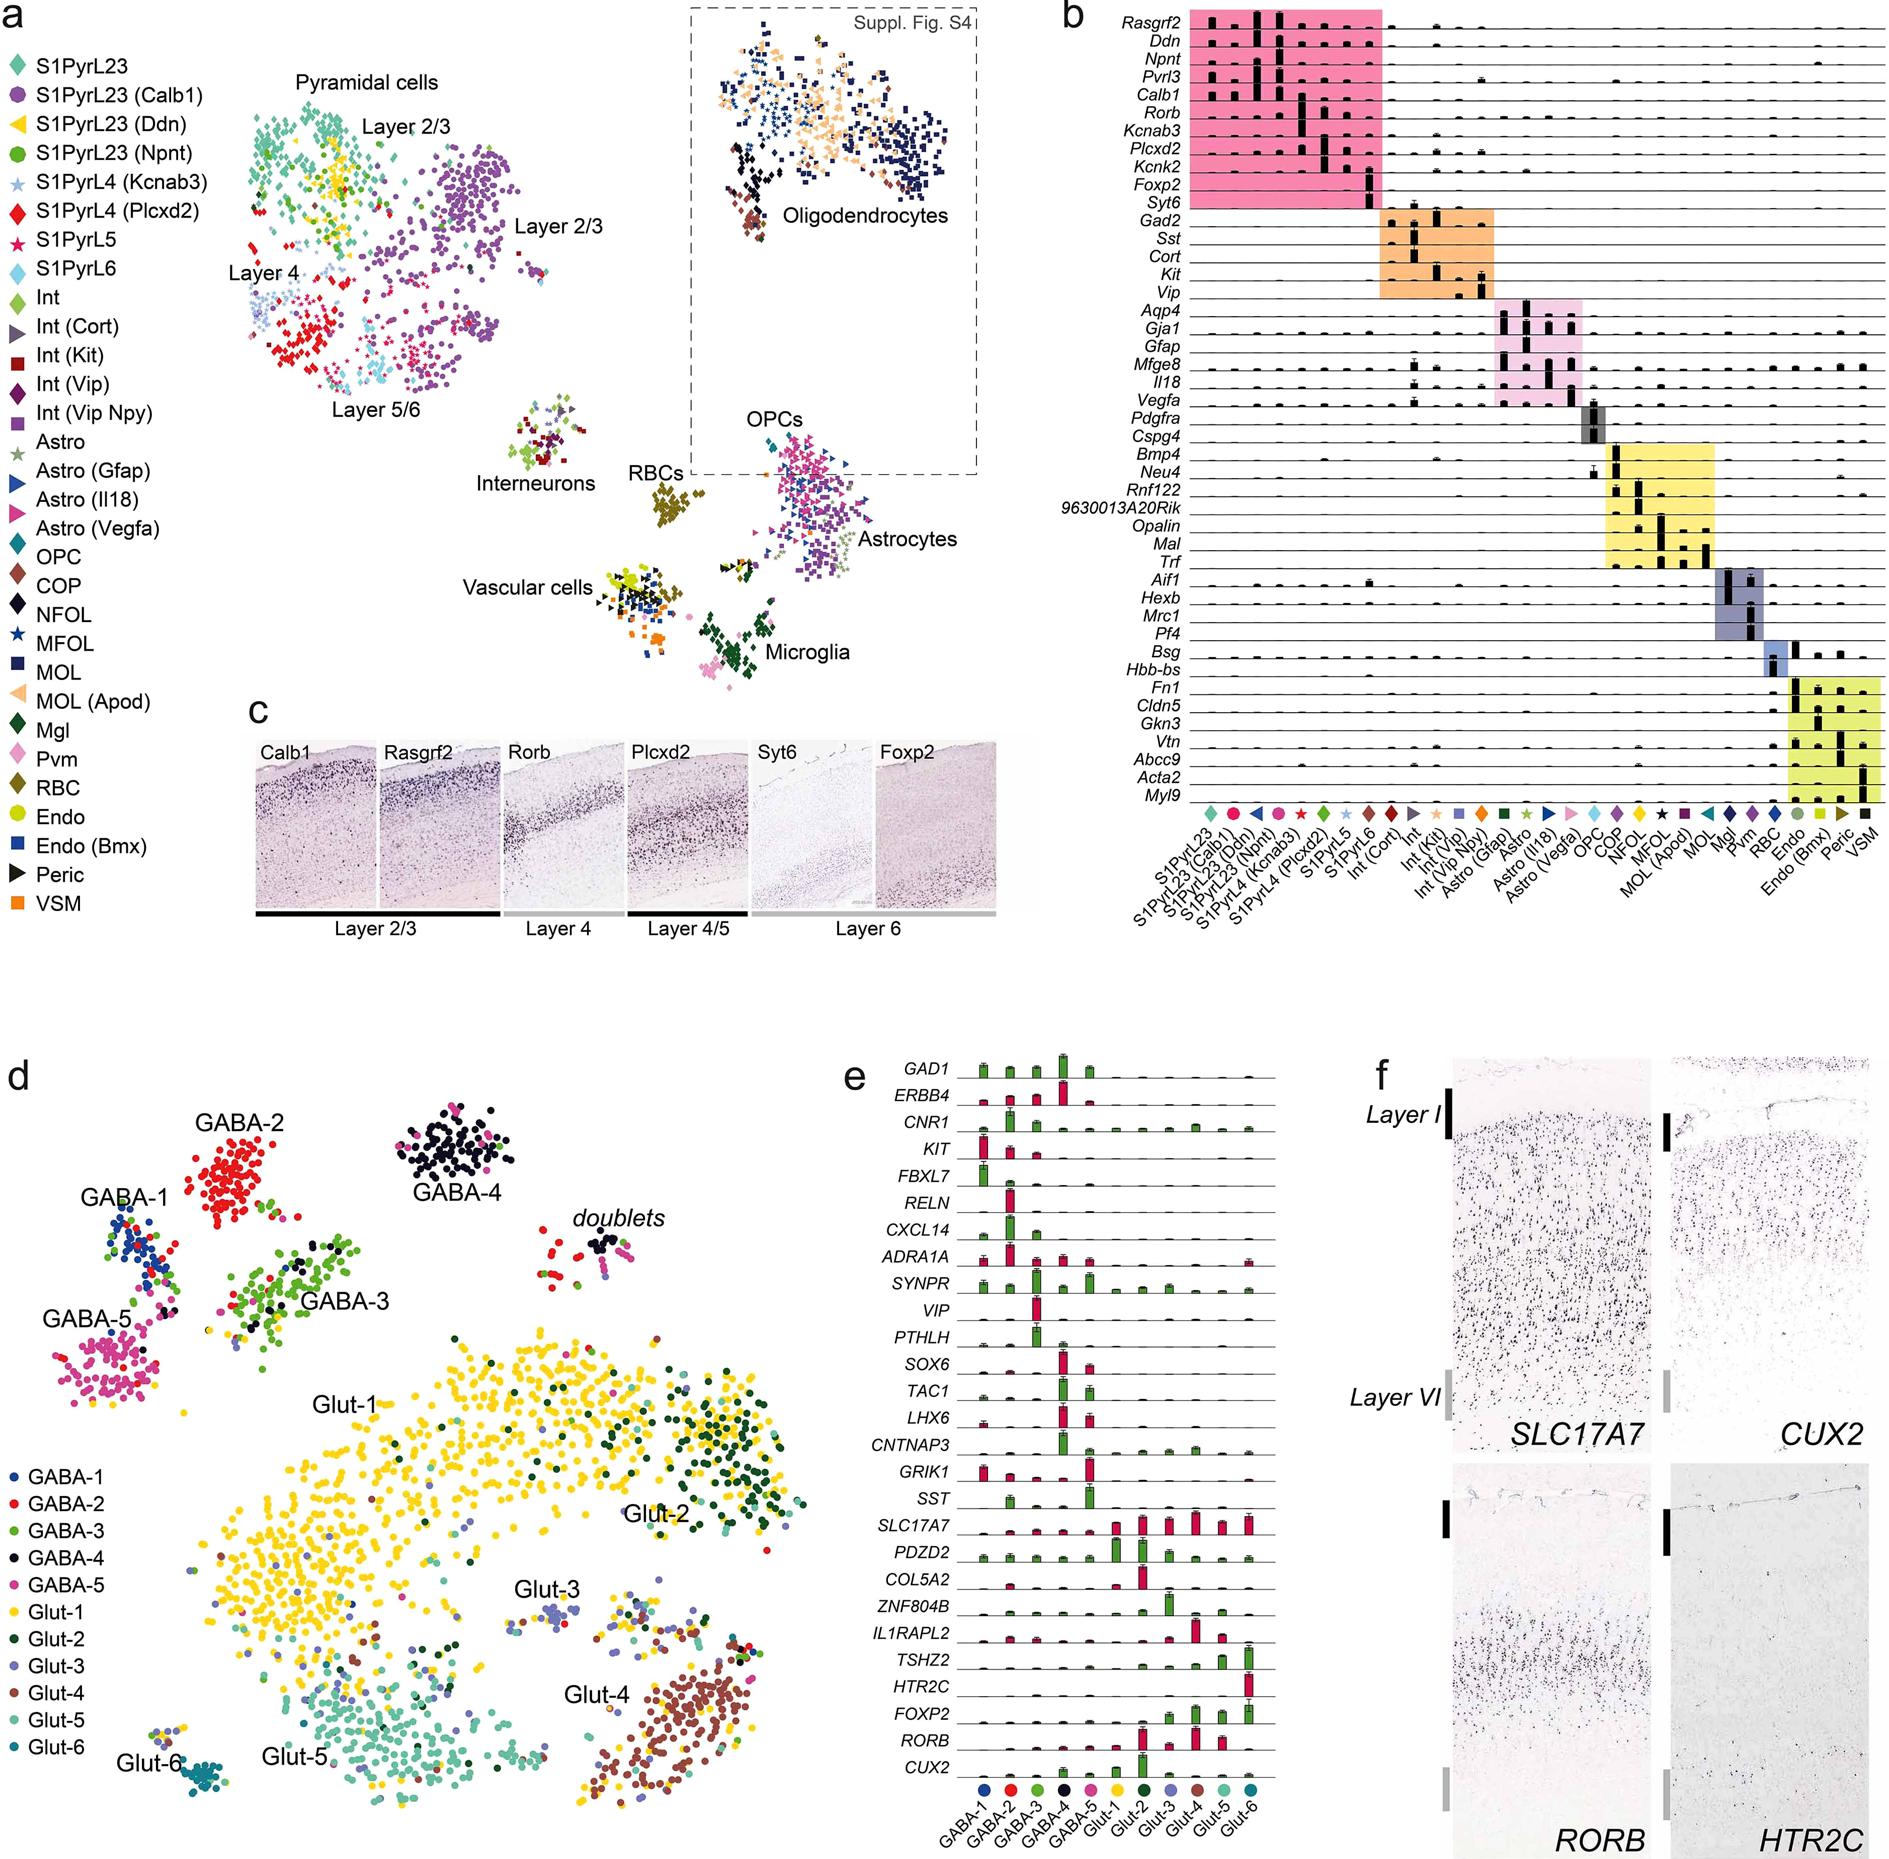 a
S1PyrL23
S1PyrL23 (Calb1)
S1PyrL23 (Ddn)
S1PyrL23 (Npnt)
S1PyrL4 (Kcnab3)
S1PyrL4 (Plcxd2)
S1PyrL5
S1PyrL6
Int
Int (Cort)
Int (Kit)
Int (Vip)
Int (Vip Npy)
Astro
Astro (Gfap)
Astro (Il18)
Astro (Vegfa)
OPC
COP
NFOL
MFOL
MOL
MOL (Apod)
Mgl
Pvm
RBC
Endo
Endo (Bmx)
Peric
VSM
Pyramidal cells
Layer 2/3
Layer 2/3
Layer 4
Layer 5/6
Suppl. Fig. S4
Oligodendrocytes
OPCs
Interneurons
RBCs
Astrocytes
Vascular cells
Microglia
b
Rasgrf2
Ddn
Npnt
Pvrl3
Calb1
Rorb
Kcnab3
Plcxd2
Kcnk2
Foxp2
Syt6
Gad2
Sst
Cort
Kit
Vip
Aqp4
Gja1
Gfap
Mfge8
Il18
Vegfa
Pdgfra
Cspg4
Bmp4
Neu4
Rnf122
9630013A20Rik
Opalin
Mal
Trf
Aif1
Hexb
Mrc1
Pf4
Bsg
Hbb-bs
Fn1
Cldn5
Gkn3
Vtn
Abcc9
Acta2
Myl9
S1PyrL23
S1PyrL23 (Calb1)
S1PyrL23 (Ddn)
S1PyrL23 (Npnt)
S1PyrL4 (Kcnab3)
S1PyrL4 (Plcxd2)
S1PyrL5
S1PyrL6
Int (Cort)
Int
Int (Kit)
Int (Vip)
Int (Vip Npy)
Astro (Gfap)
Astro
Astro (Il18)
Astro (Vegfa)
OPC
COP
NFOL
MFOL
MOL (Apod)
MOL
Mgl
Pvm
RBC
Endo
Endo (Bmx)
Peric
VSM
c
Calb1
Rasgrf2
Rorb
Plcxd2
Syt6
Foxp2
Layer 2/3
Layer 4
Layer 4/5
Layer 6
d
GABA-2
GABA-4
GABA-1
doublets
GABA-3
GABA-5
Glut-1
Glut-2
Glut-3
Glut-4
Glut-5
Glut-6
GABA-1
GABA-2
GABA-3
GABA-4
GABA-5
Glut-1
Glut-2
Glut-3
Glut-4
Glut-5
Glut-6
e
GAD1
ERBB4
CNR1
KIT
FBXL7
RELN
CXCL14
ADRA1A
SYNPR
VIP
PTHLH
SOX6
TAC1
LHX6
CNTNAP3
GRIK1
SST
SLC17A7
PDZD2
COL5A2
ZNF804B
IL1RAPL2
TSHZ2
HTR2C
FOXP2
RORB
CUX2
GABA-1
GABA-2
GABA-3
GABA-4
GABA-5
Glut-1
Glut-2
Glut-3
Glut-4
Glut-5
Glut-6
f
Layer I
Layer VI
SLC17A7
CUX2
RORB
HTR2C